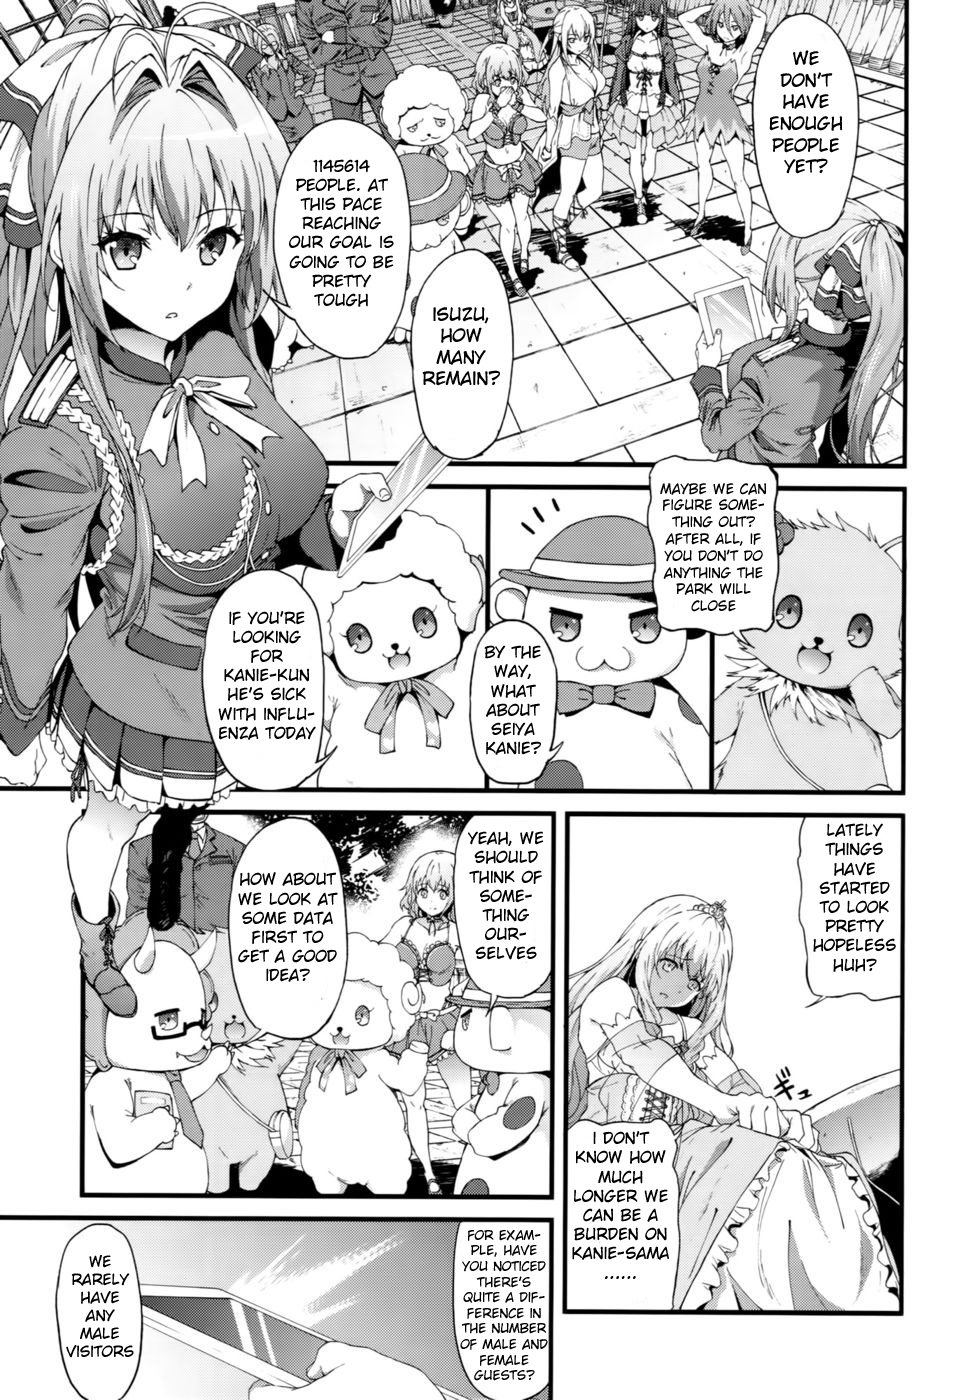 WE
DON'T
HAVE
ENOUGH
PEOPLE
YET?
ISUZU,
HOW
MANY
REMAIN?
1145614
PEOPLE. AT
THIS PACE
REACHING
OUR GOAL IS
GOING TO BE
PRETTY
TOUGH
MAYBE WE CAN
FIGURE SOME-
THING OUT?
AFTER ALL, IF
YOU DON'T DO
ANYTHING THE
PARK WILL
CLOSE
BY THE
WAY,
WHAT
ABOUT
SEIYA
KANIE?
IF YOU'RE
LOOKING
FOR
KANIE-KUN
HE'S SICK
WITH INFLU-
ENZA TODAY
LATELY
THINGS
HAVE
STARTED
TO LOOK
PRETTY
HOPELESS
HUH?
ギュ
I DON'T
KNOW HOW
MUCH
LONGER WE
CAN BE A
BURDEN ON
KANIE-SAMA
......
YEAH, WE
SHOULD
THINK OF
SOME-
THING
OUR-
SELVES
HOW ABOUT
WE LOOK AT
SOME DATA
FIRST TO
GET A GOOD
IDEA?
FOR EXAM-
PLE, HAVE
YOU NOTICED
THERE'S
QUITE A DIF-
FERENCE IN
THE NUMBER
OF MALE AND
FEMALE
GUESTS?
WE
RARELY
HAVE
ANY
MALE
VISITORS